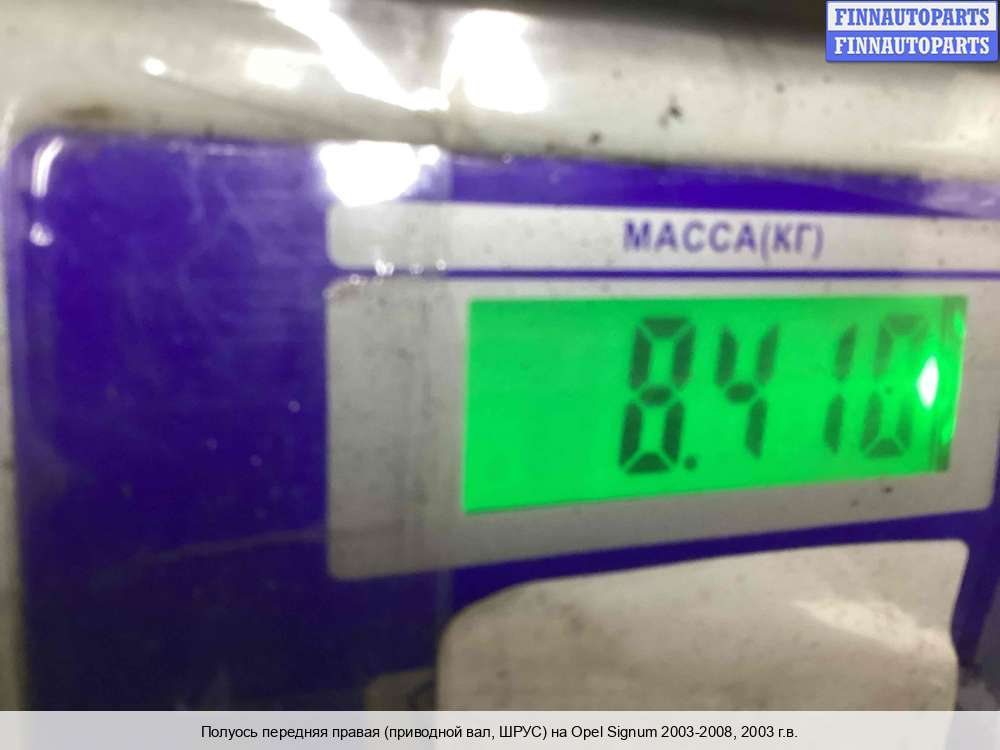 FINNAUTOPARTS
FINNAUTOPARTS
МАССА(КГ)
8.410
Полуось передняя правая (приводной вал, ШРУС) на Opel Signum 2003-2008, 2003 г.в.